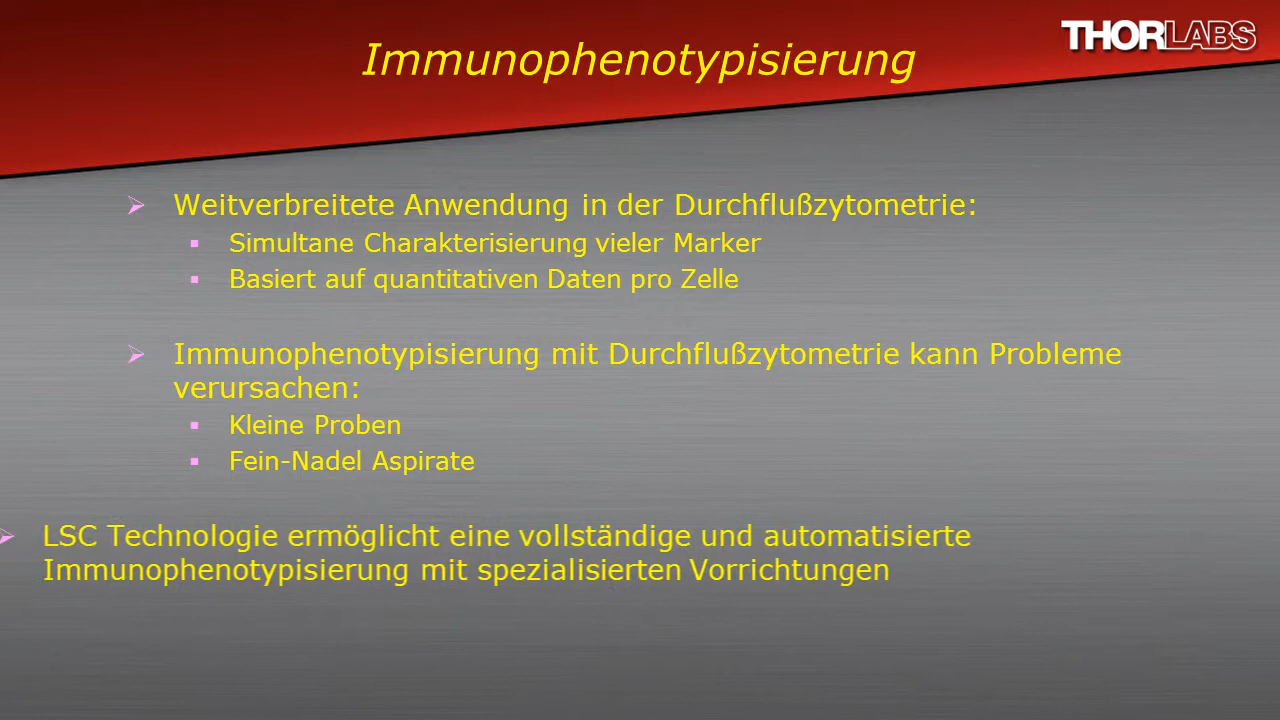 THORLABS
Immunophenotypisierung
Weitverbreitete Anwendung in der Durchflußzytometrie:
Simultane Charakterisierung vieler Marker
Basiert auf quantitativen Daten pro Zelle
Immunophenotypisierung mit Durchflußzytometrie kann Probleme
verursachen:
Kleine Proben
Fein-Nadel Aspirate
LSC Technologie ermöglicht eine vollständige und automatisierte
Immunophenotypisierung mit spezialisierten Vorrichtungen